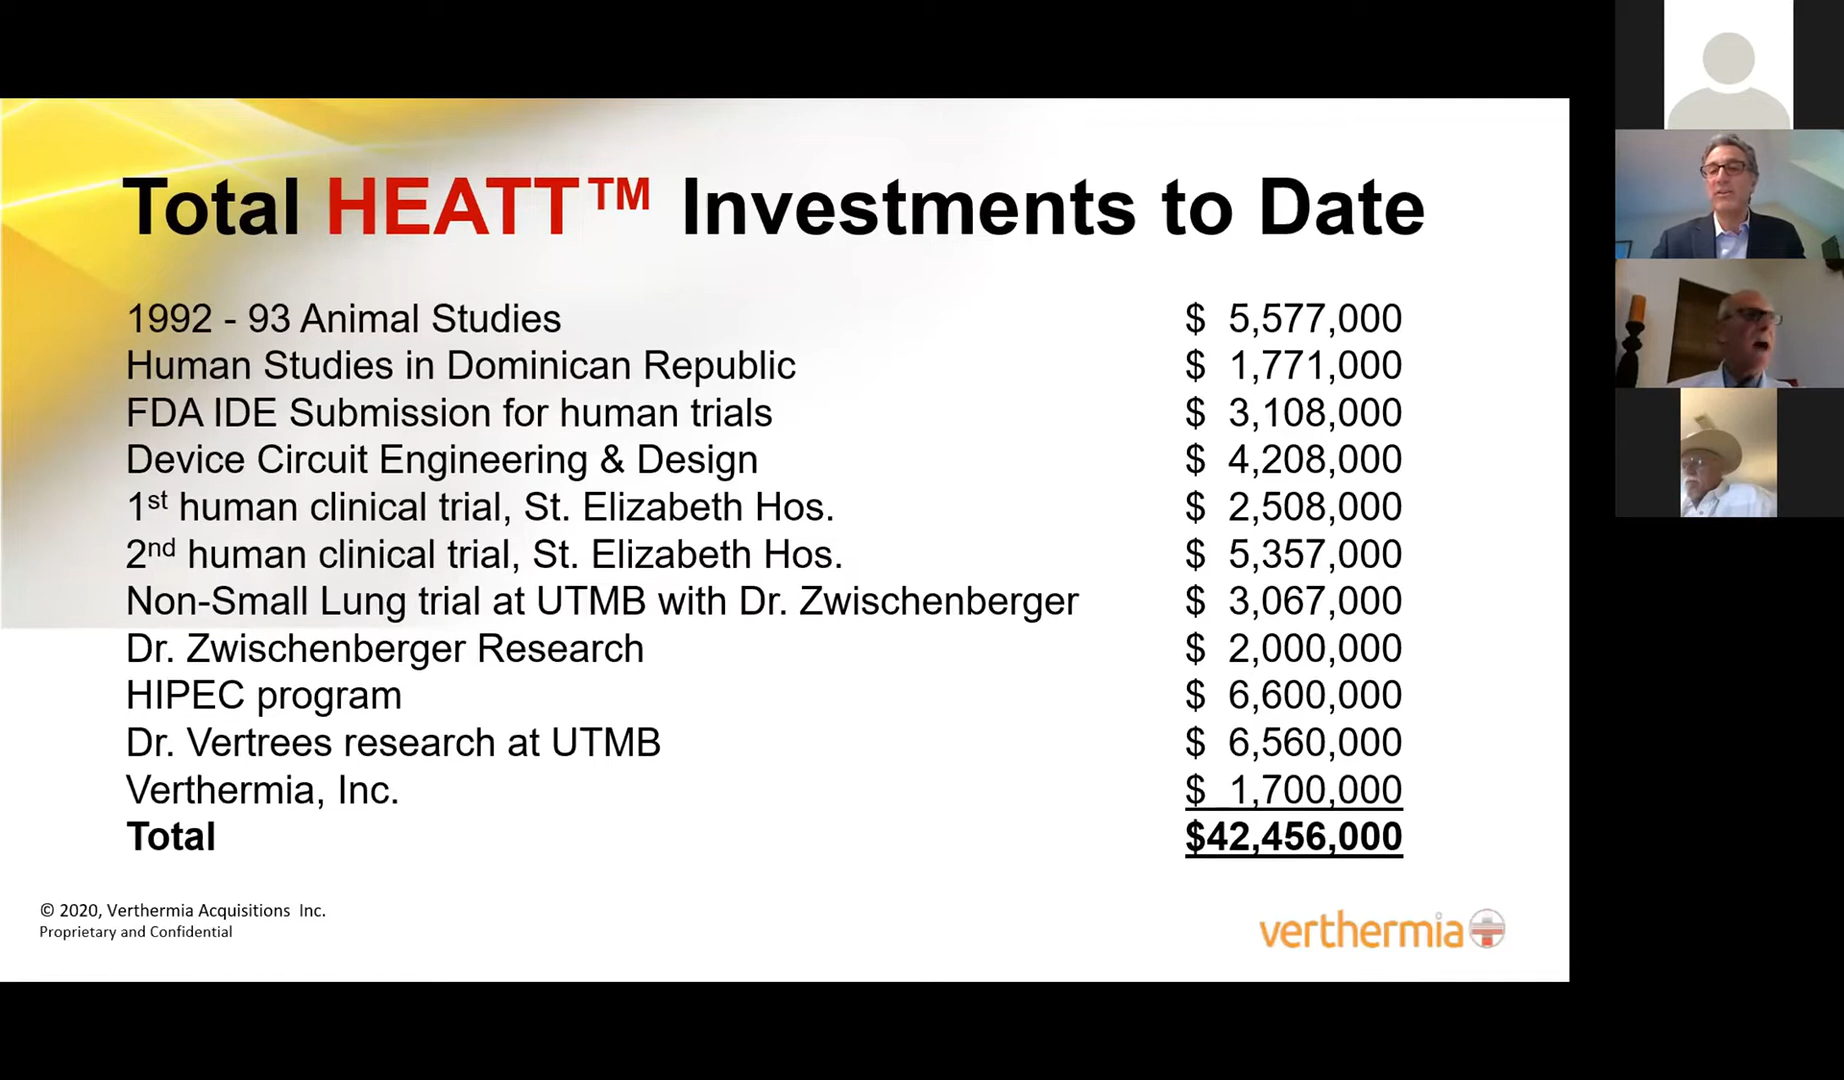 Total HEATT™ Investments to Date
1992 - 93 Animal Studies $ 5,577,000
Human Studies in Dominican Republic $ 1,771,000
FDA IDE Submission for human trials $ 3,108,000
Device Circuit Engineering & Design $ 4,208,000
1st human clinical trial, St. Elizabeth Hos. $ 2,508,000
2nd human clinical trial, St. Elizabeth Hos. $ 5,357,000
Non-Small Lung trial at UTMB with Dr. Zwischenberger $ 3,067,000
Dr. Zwischenberger Research $ 2,000,000
HIPEC program $ 6,600,000
Dr. Vertrees research at UTMB $ 6,560,000
Verthermia, Inc. $ 1,700,000
Total $42,456,000
© 2020, Verthermia Acquisitions Inc.
Proprietary and Confidential
verthermia